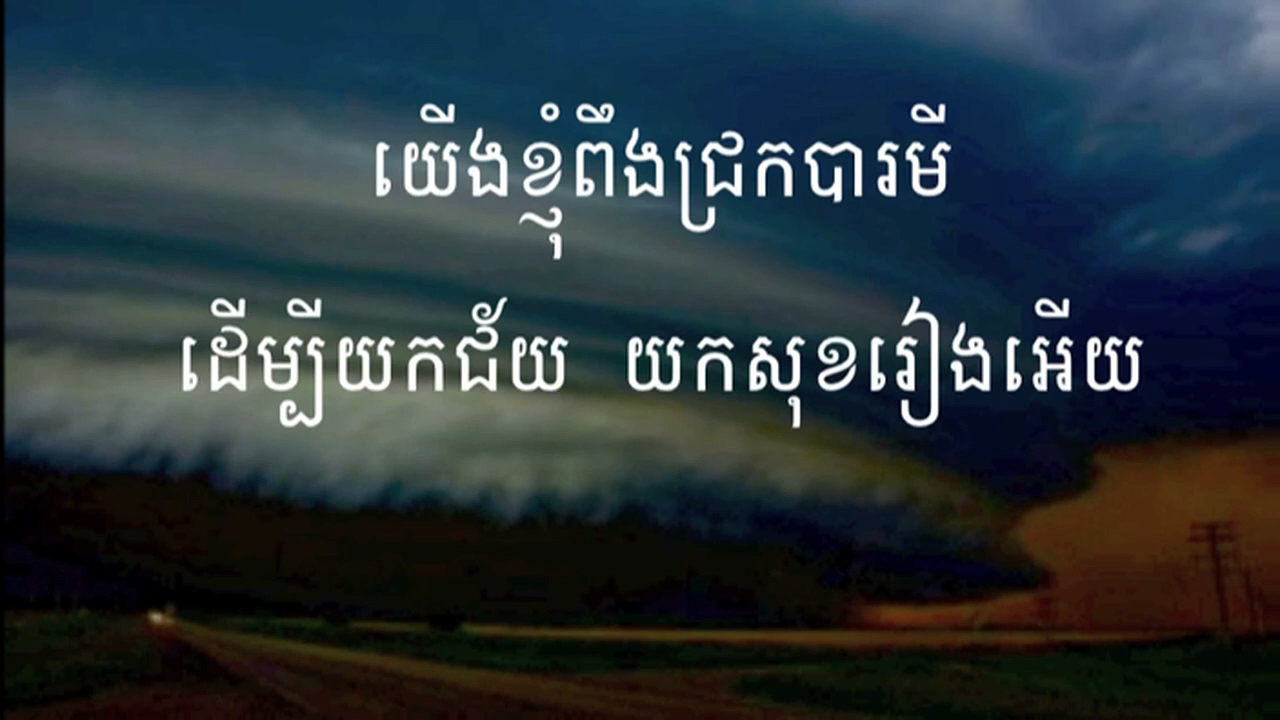 យើងខ្ញុំពឹងជ្រកបារមី
ដើម្បីយកជ័យ យកសុខរៀងអើយ